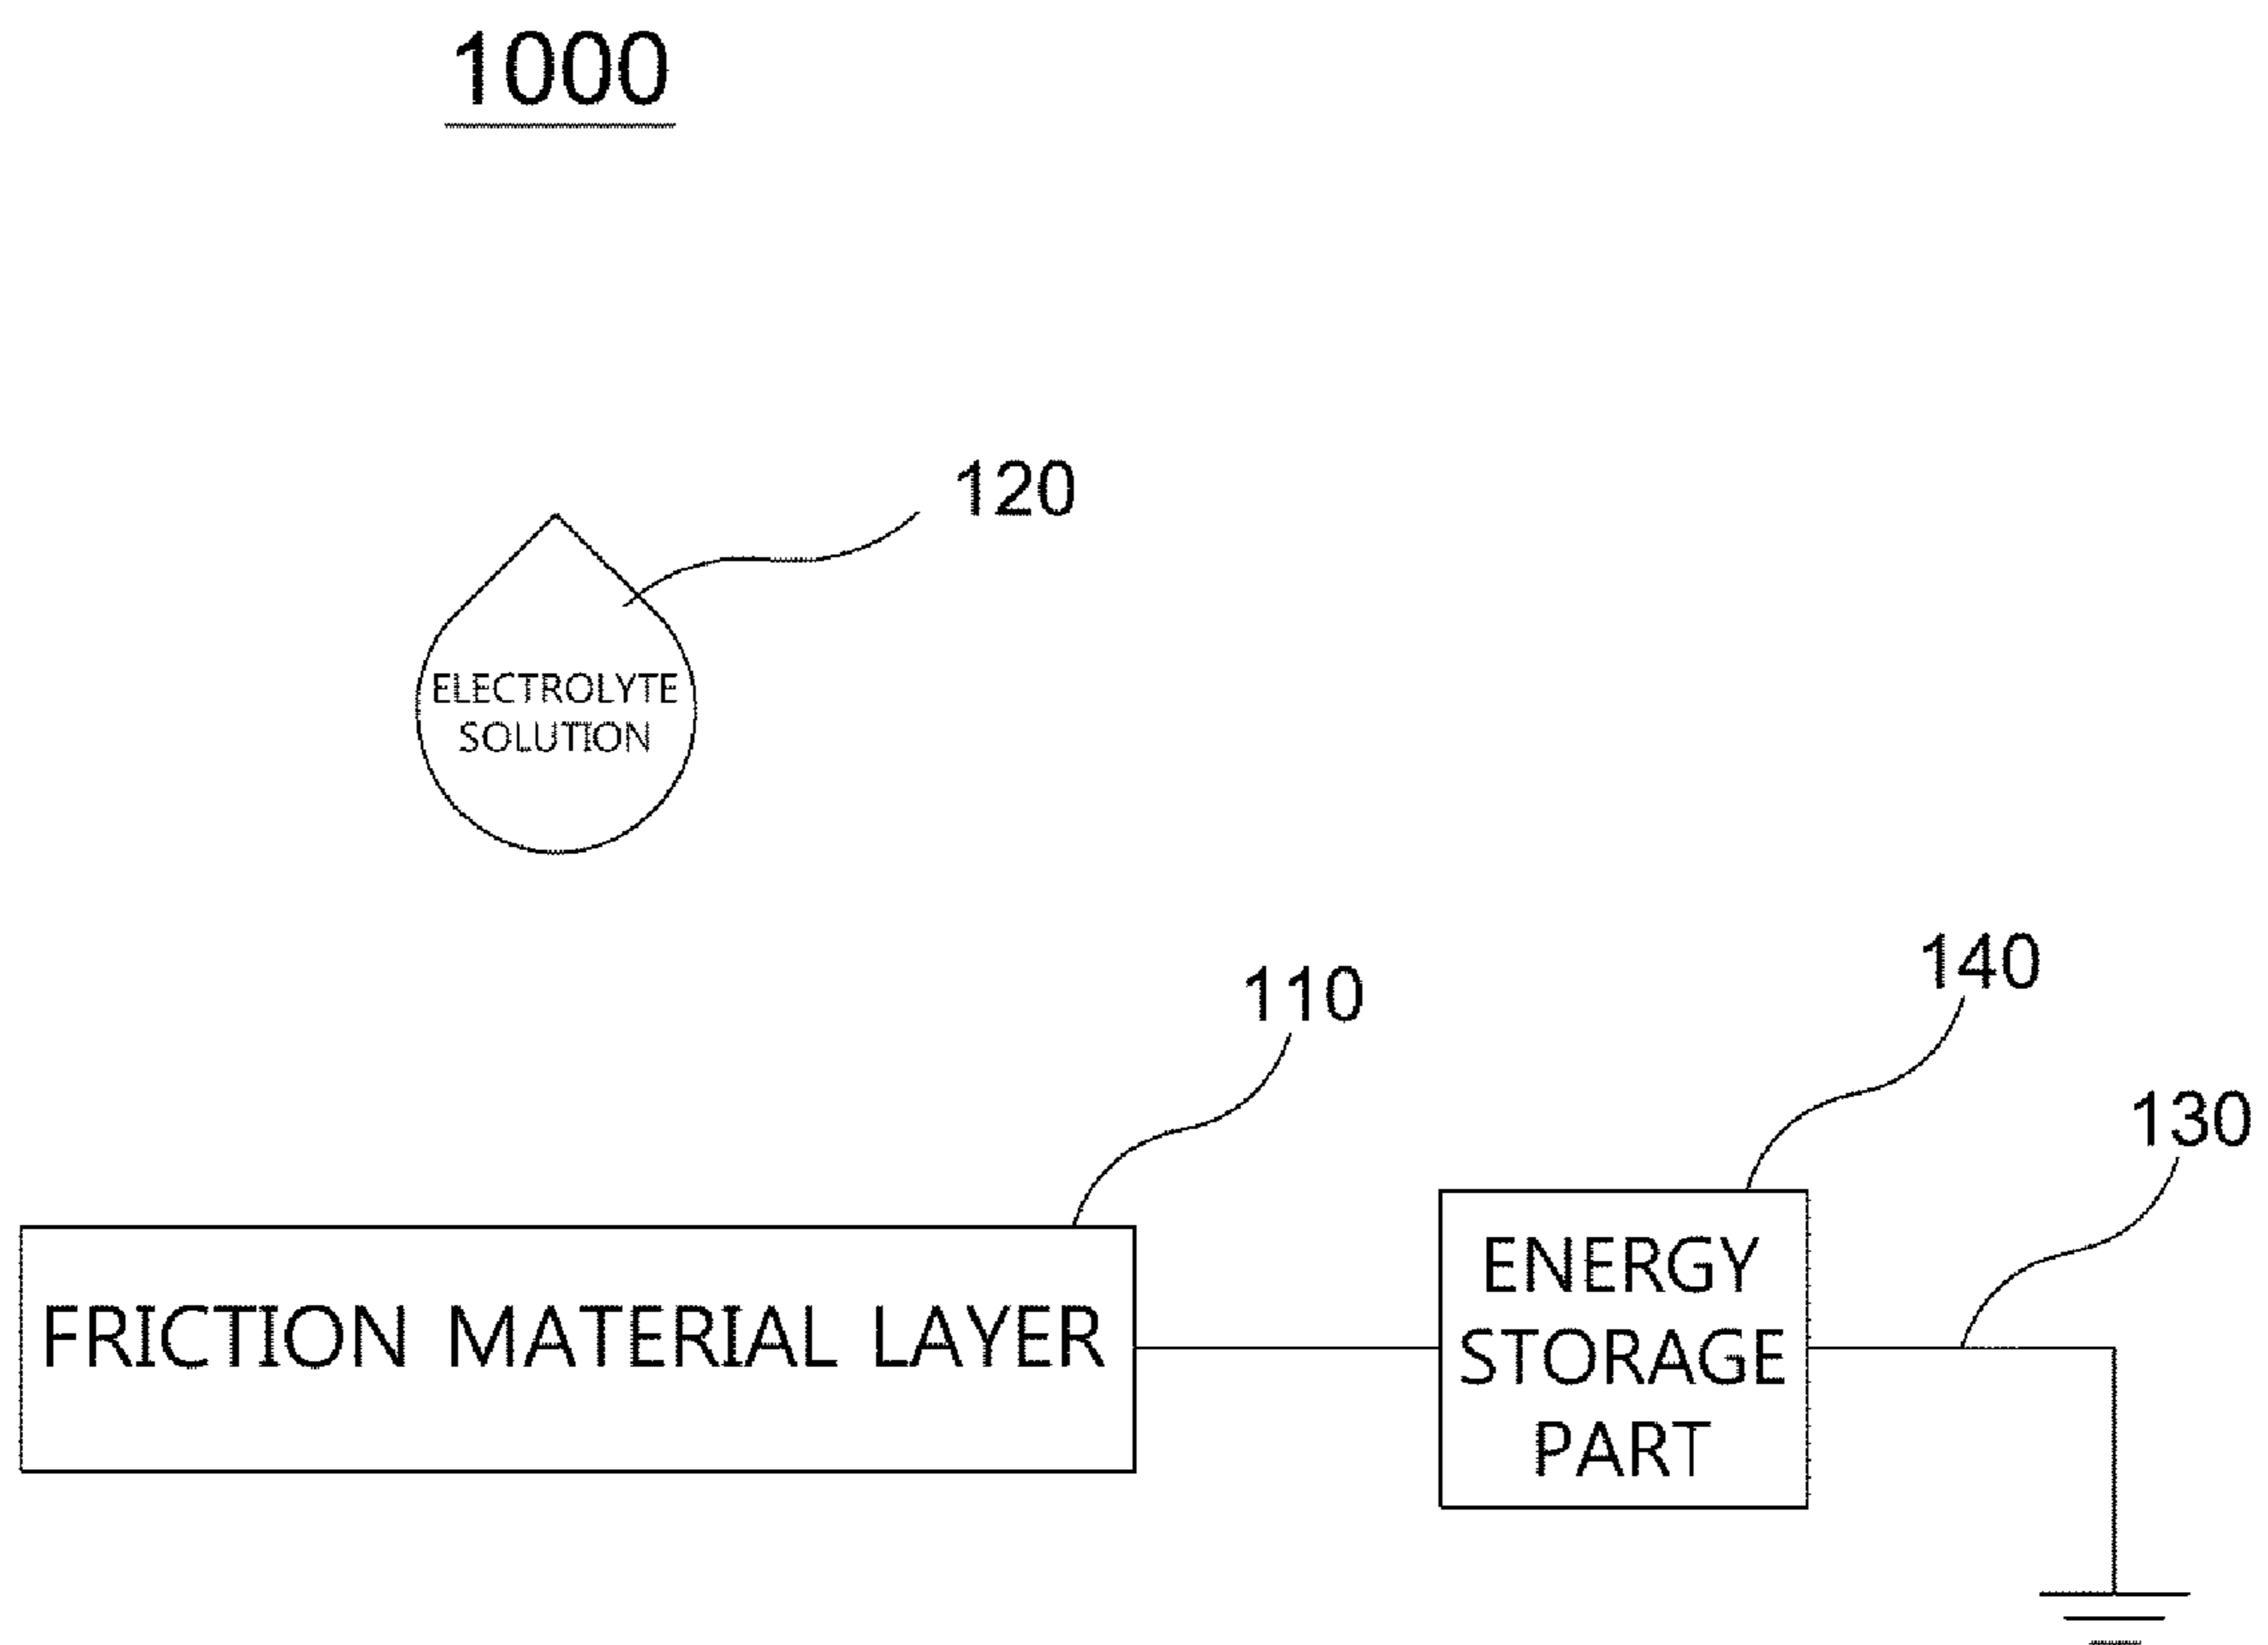 1000
120
ELECTROLYTE
SOLUTION
110
140
130
FRICTION MATERIAL LAYER
ENERGY
STORAGE
PART